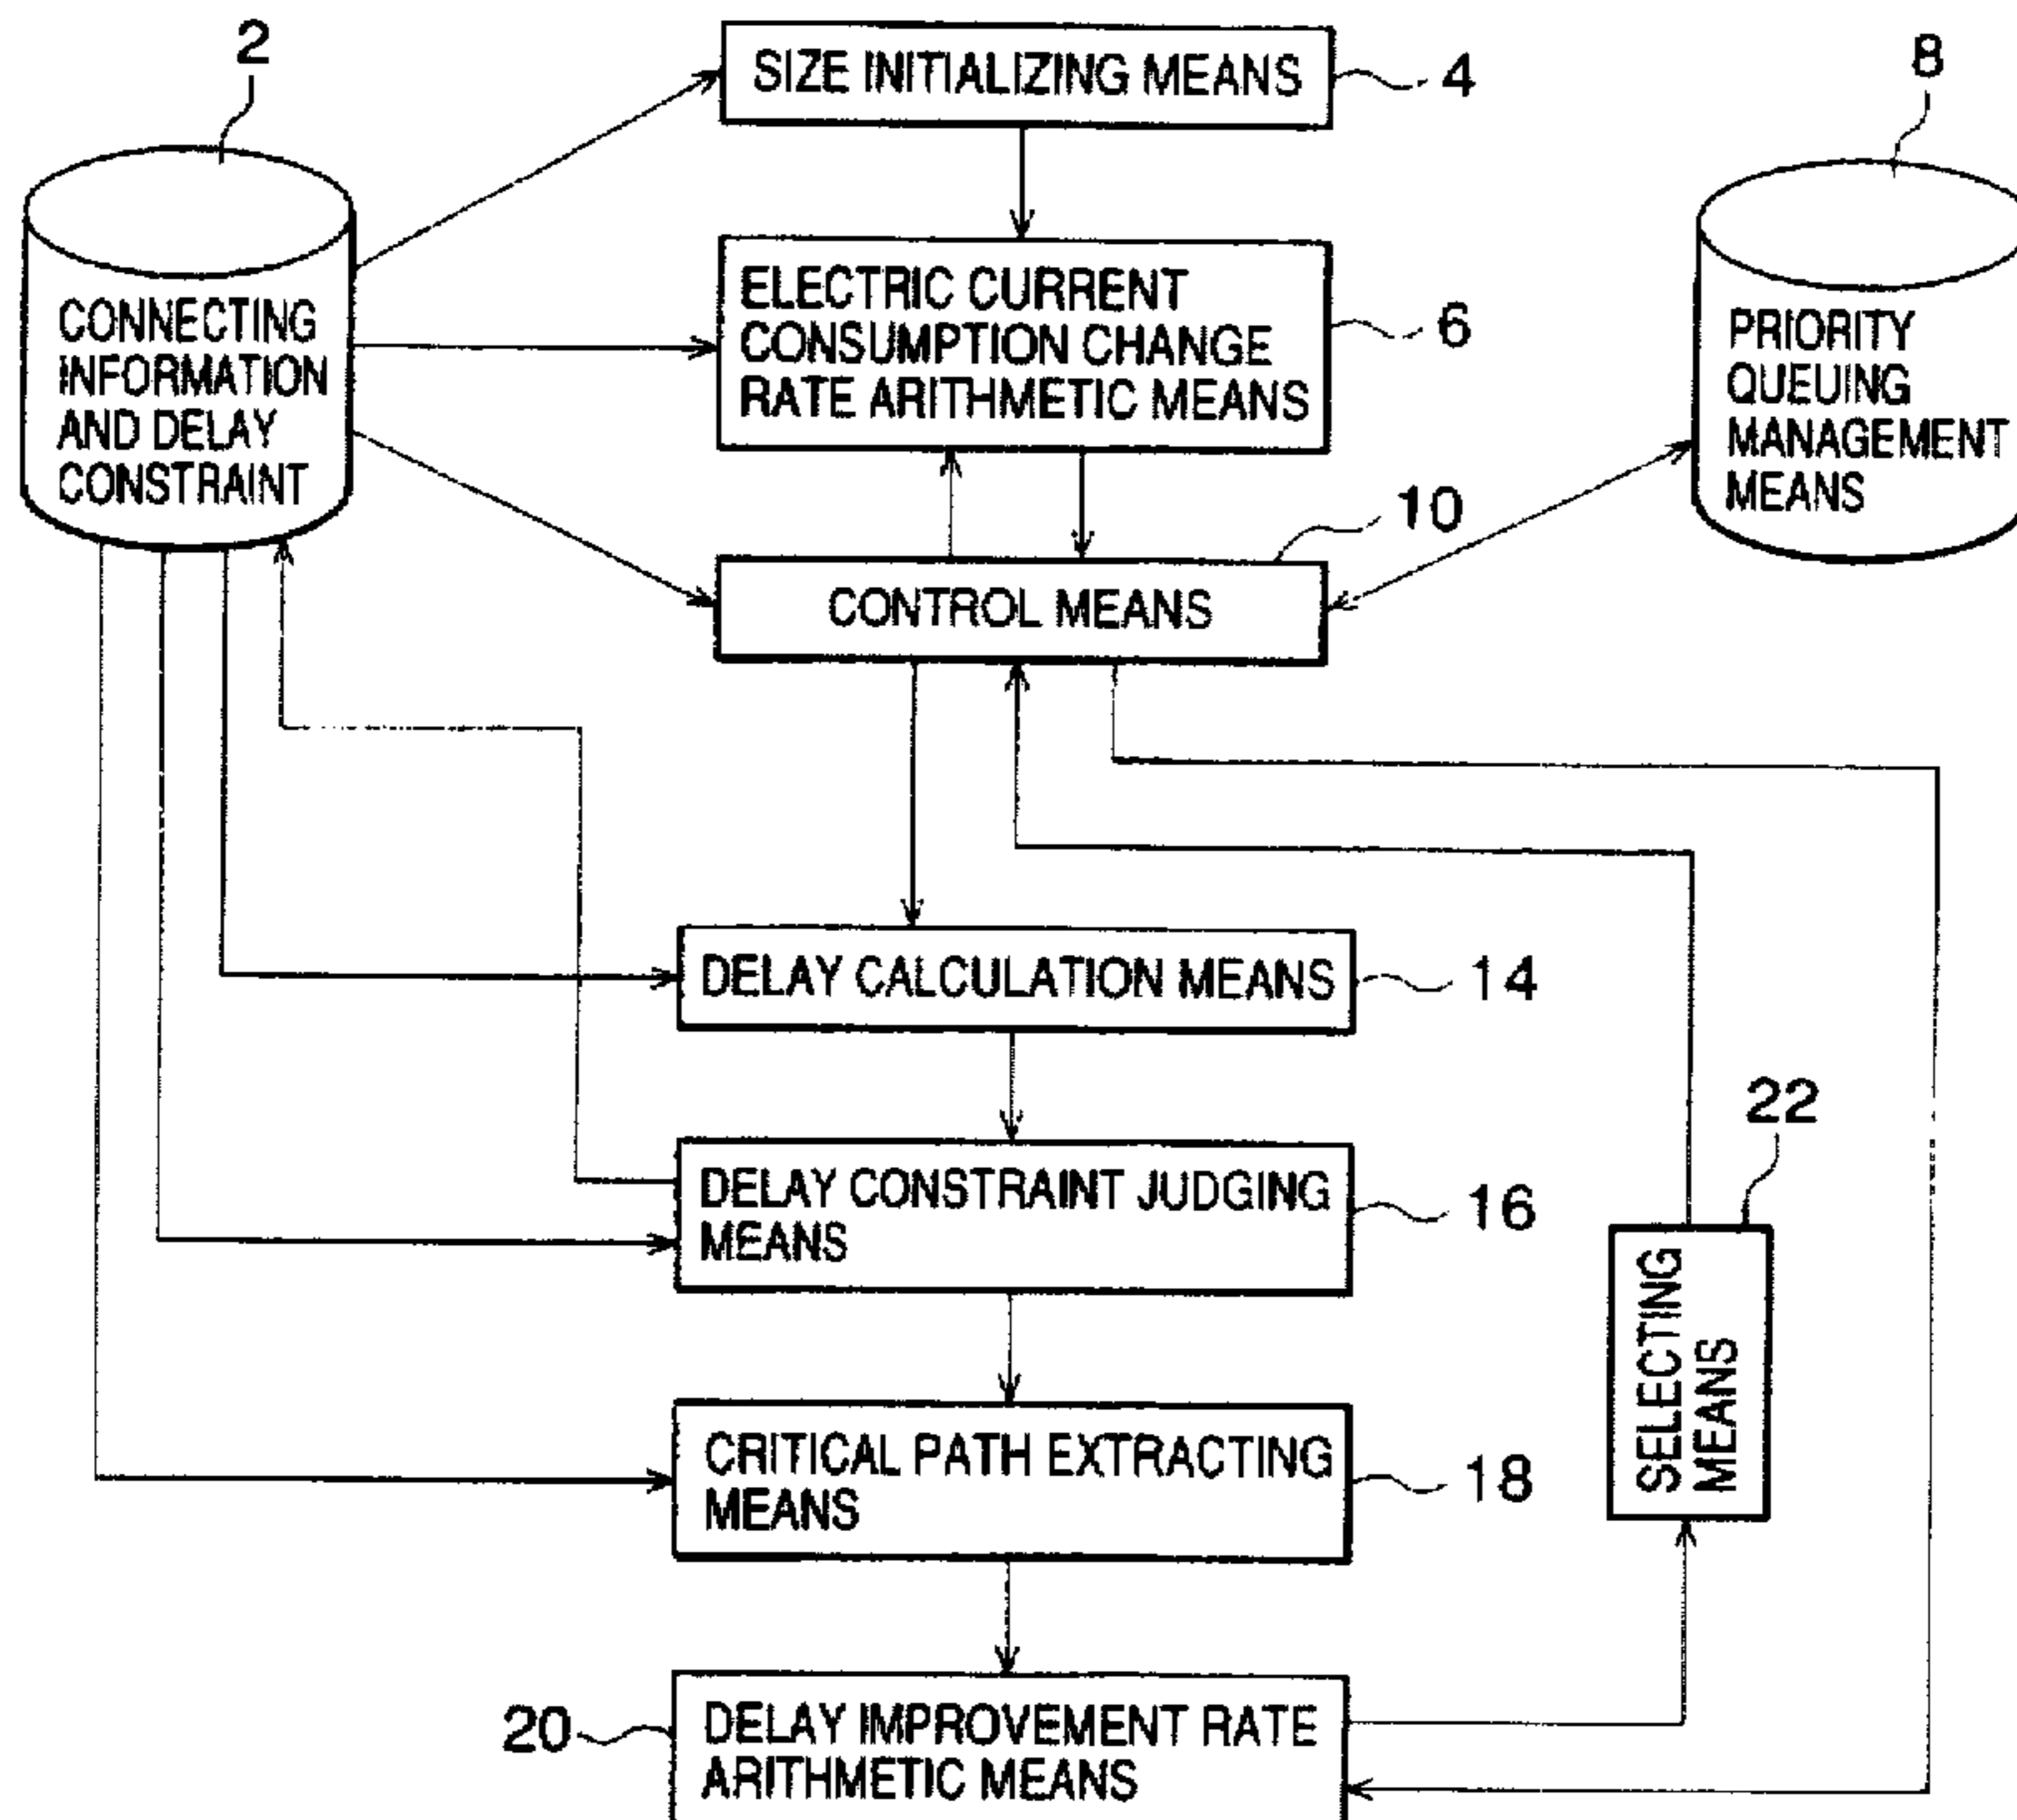 2
SIZE INITIALIZING MEANS
4
8
CONNECTING
INFORMATION
AND DELAY
CONSTRAINT
ELECTRIC CURRENT
CONSUMPTION CHANGE
RATE ARITHMETIC MEANS
6
PRIORITY
QUEUING
MANAGEMENT
MEANS
10
CONTROL MEANS
DELAY CALCULATION MEANS
14
DELAY CONSTRAINT JUDGING
MEANS
16
22
SELECTING
MEANS
CRITICAL PATH EXTRACTING
MEANS
18
20
DELAY IMPROVEMENT RATE
ARITHMETIC MEANS